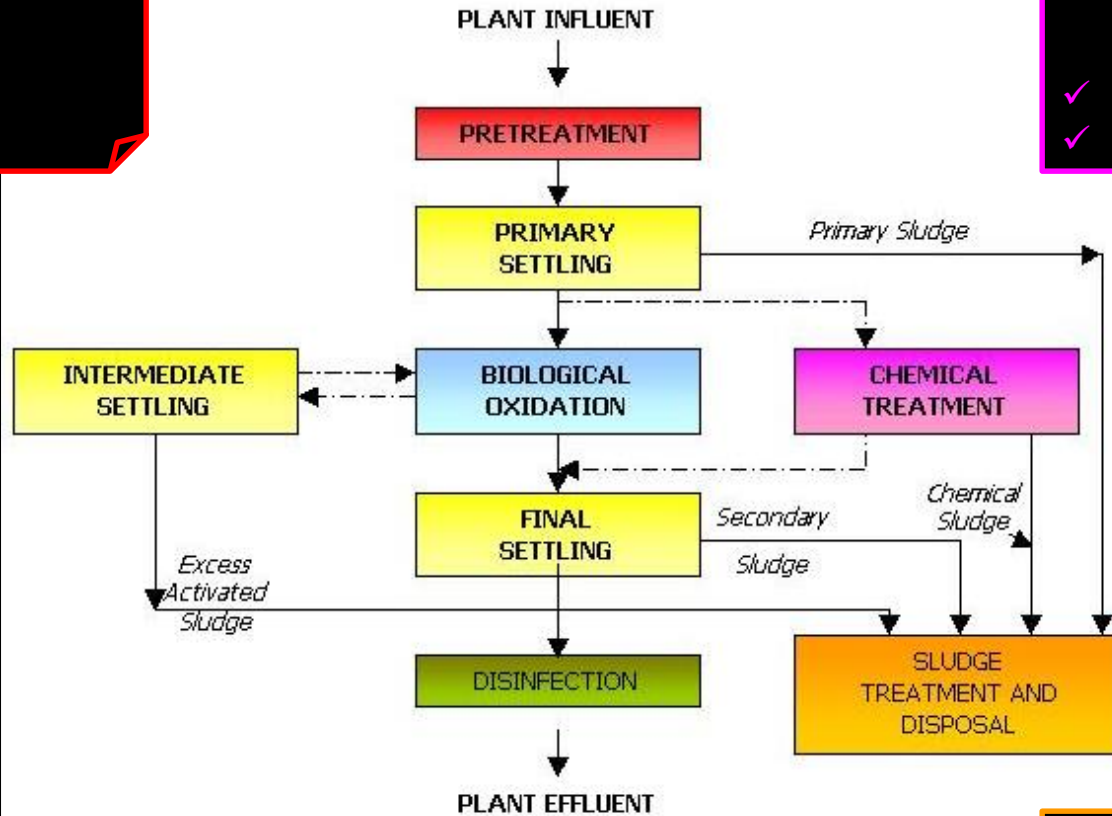 PLANT INFLUENT
PRETREATMENT
PRIMARY
SETTLING
Primary Sludge
INTERMEDIATE
SETTLING
BIOLOGICAL
OXIDATION
CHEMICAL
TREATMENT
Chemical
Sludge
FINAL
SETTLING
Secondary
Sludge
Excess
Activated
Sludge
DISINFECTION
SLUDGE
TREATMENT AND
DISPOSAL
PLANT EFFLUENT